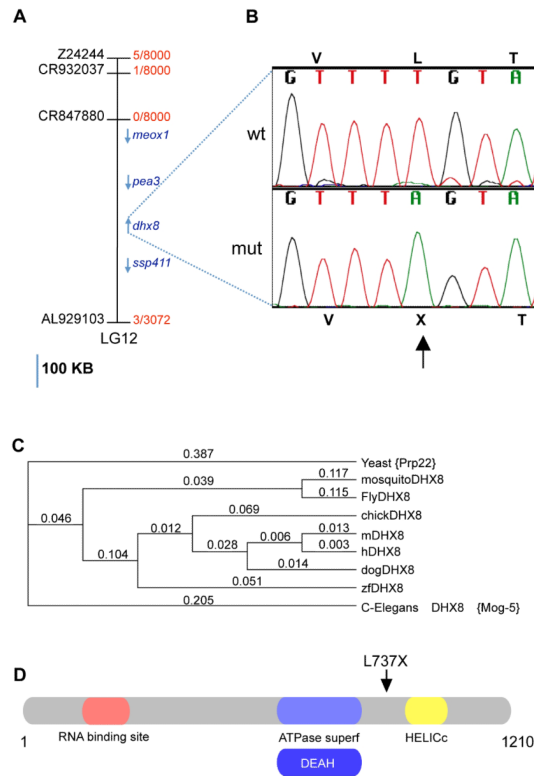 A
Z24244 5/8000
CR932037 1/8000
CR847880 0/8000
meox1
pea3
dhx8
ssp411
AL929103 3/3072
LG12
100 KB
B
V L T
G T T T T G T A
wt
G T T T A G T A
mut
V X T
C
0.387 Yeast {Prp22}
0.117 mosquitoDHX8
0.039
0.115 FlyDHX8
0.046
0.069 chickDHX8
0.012
0.013 mDHX8
0.006
0.003 hDHX8
0.028
0.104
0.014 dogDHX8
0.051 zfDHX8
0.205 C-Elegans DHX8 {Mog-5}
L737X
D
1 RNA binding site ATPase superf HELICc 1210
DEAH